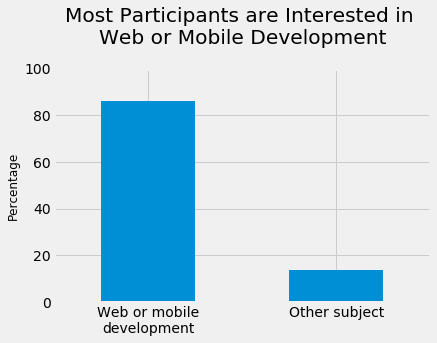 Most Participants are Interested in
Web or Mobile Development
100
80
60
40
20
0
Percentage
Web or mobile
development
Other subject